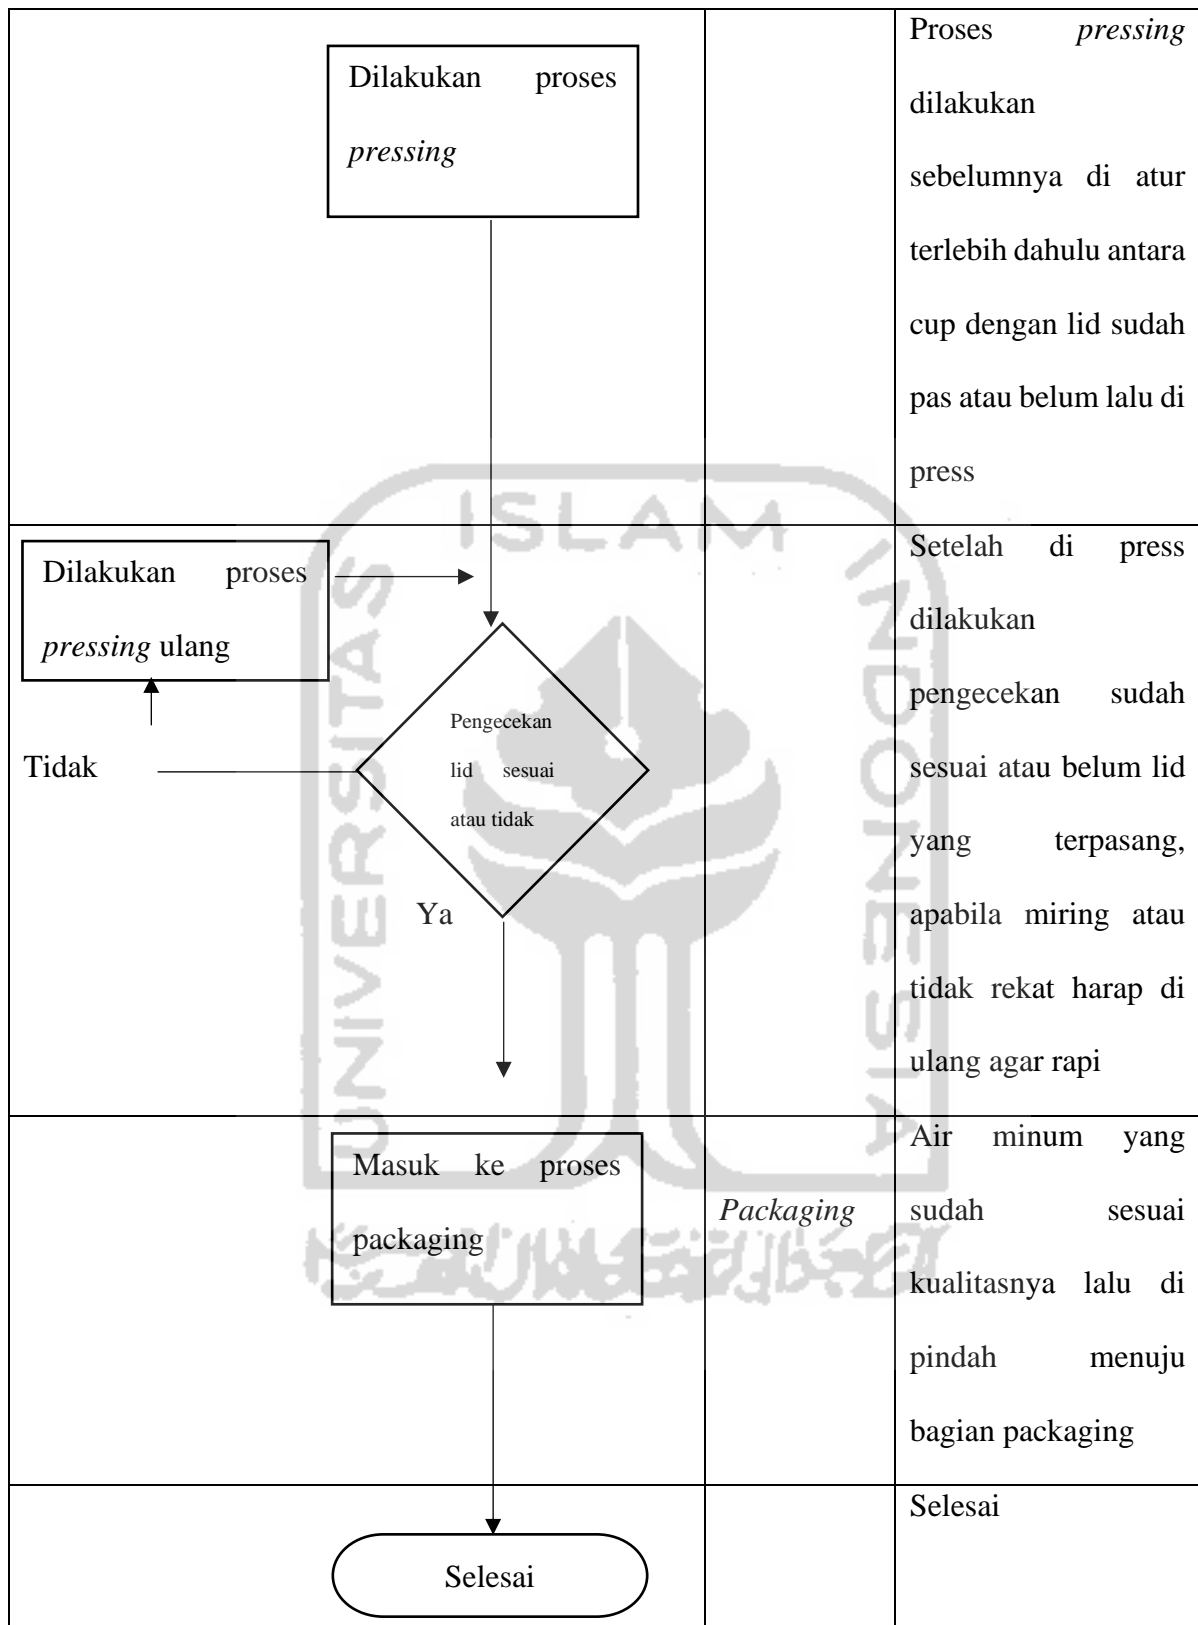 Dilakukan proses
pressing
Proses pressing
dilakukan
sebelumnya di atur
terlebih dahulu antara
cup dengan lid sudah
pas atau belum lalu di
press
Dilakukan proses
pressing ulang
Tidak
Pengecekan
lid sesuai
atau tidak
Ya
Setelah di press
dilakukan
pengecekan sudah
sesuai atau belum lid
yang terpasang,
apabila miring atau
tidak rekat harap di
ulang agar rapi
Masuk ke proses
packaging
Packaging
Air minum yang
sudah sesuai
kualitasnya lalu di
pindah menuju
bagian packaging
Selesai
Selesai
UNIVERSITAS
ISLAM
INDONESIA